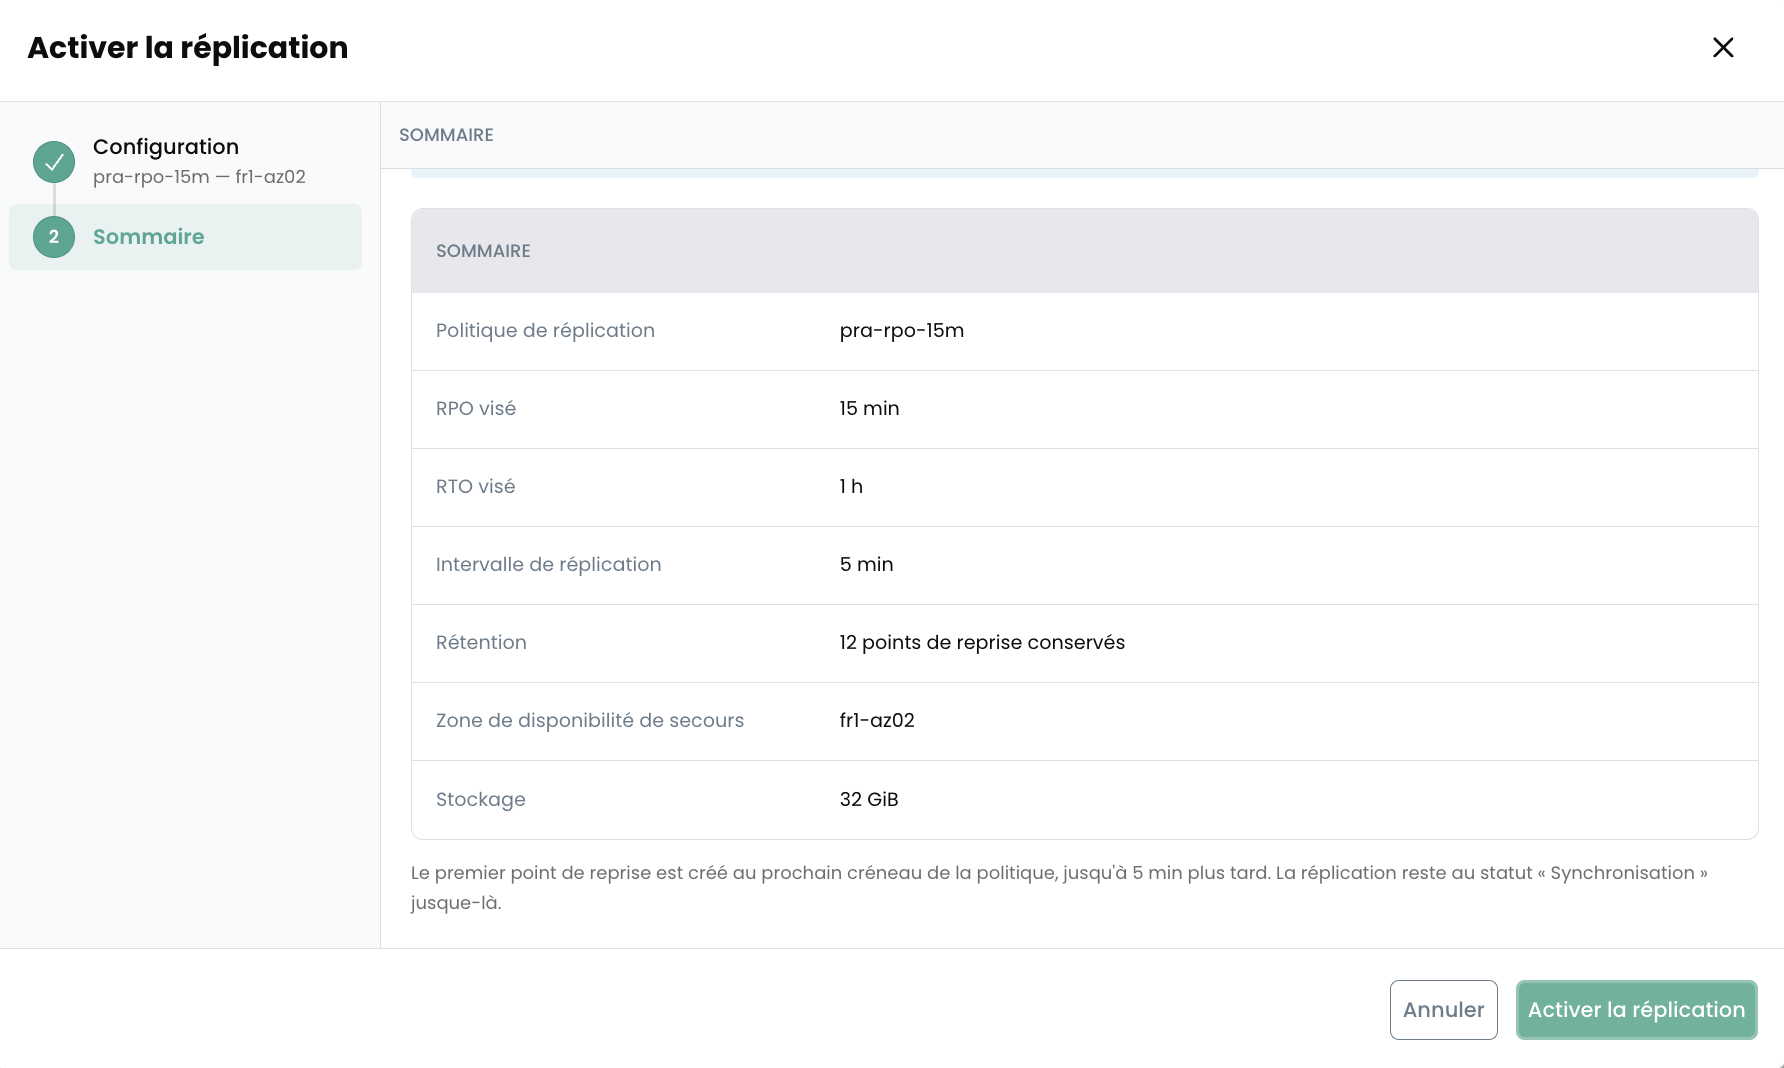 Activer la réplication
Configuration
pra-rpo-15m — fr1-az02
2
Sommaire
SOMMAIRE
SOMMAIRE
Politique de réplication
pra-rpo-15m
RPO visé
15 min
RTO visé
1 h
Intervalle de réplication
5 min
Rétention
12 points de reprise conservés
Zone de disponibilité de secours
fr1-az02
Stockage
32 GiB
Le premier point de reprise est créé au prochain créneau de la politique, jusqu'à 5 min plus tard. La réplication reste au statut « Synchronisation »
jusque-là.
Annuler
Activer la réplication